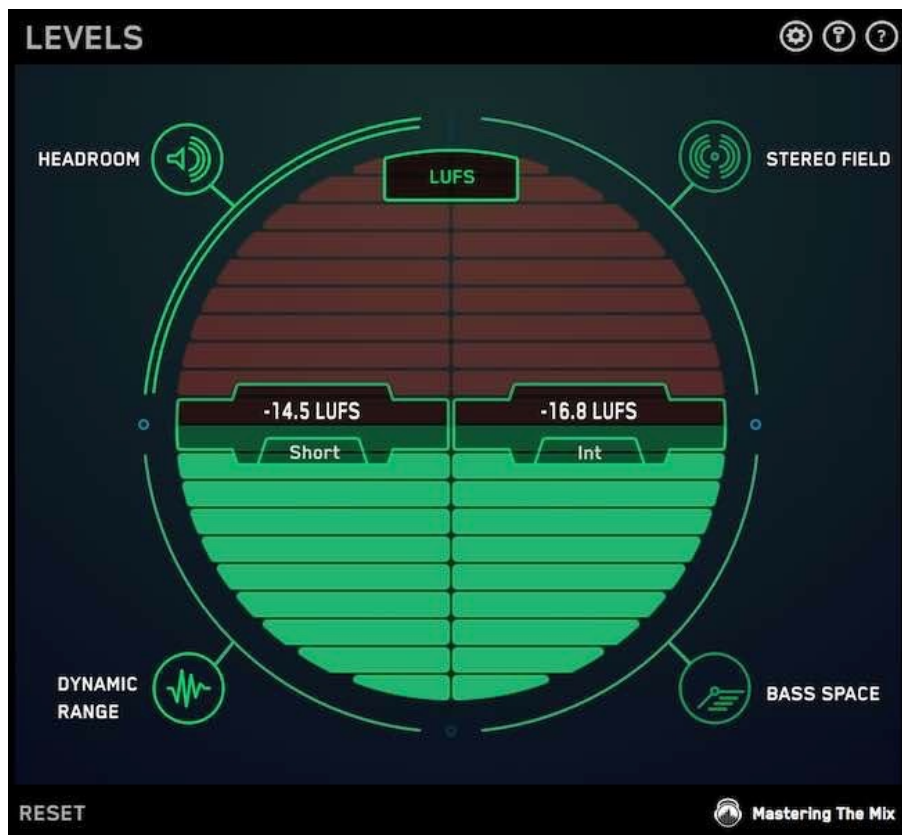 LEVELS
?
HEADROOM
LUFS
STEREO FIELD
-14.5 LUFS
-16.8 LUFS
Short
Int
DYNAMIC
RANGE
BASS SPACE
RESET
Mastering The Mix